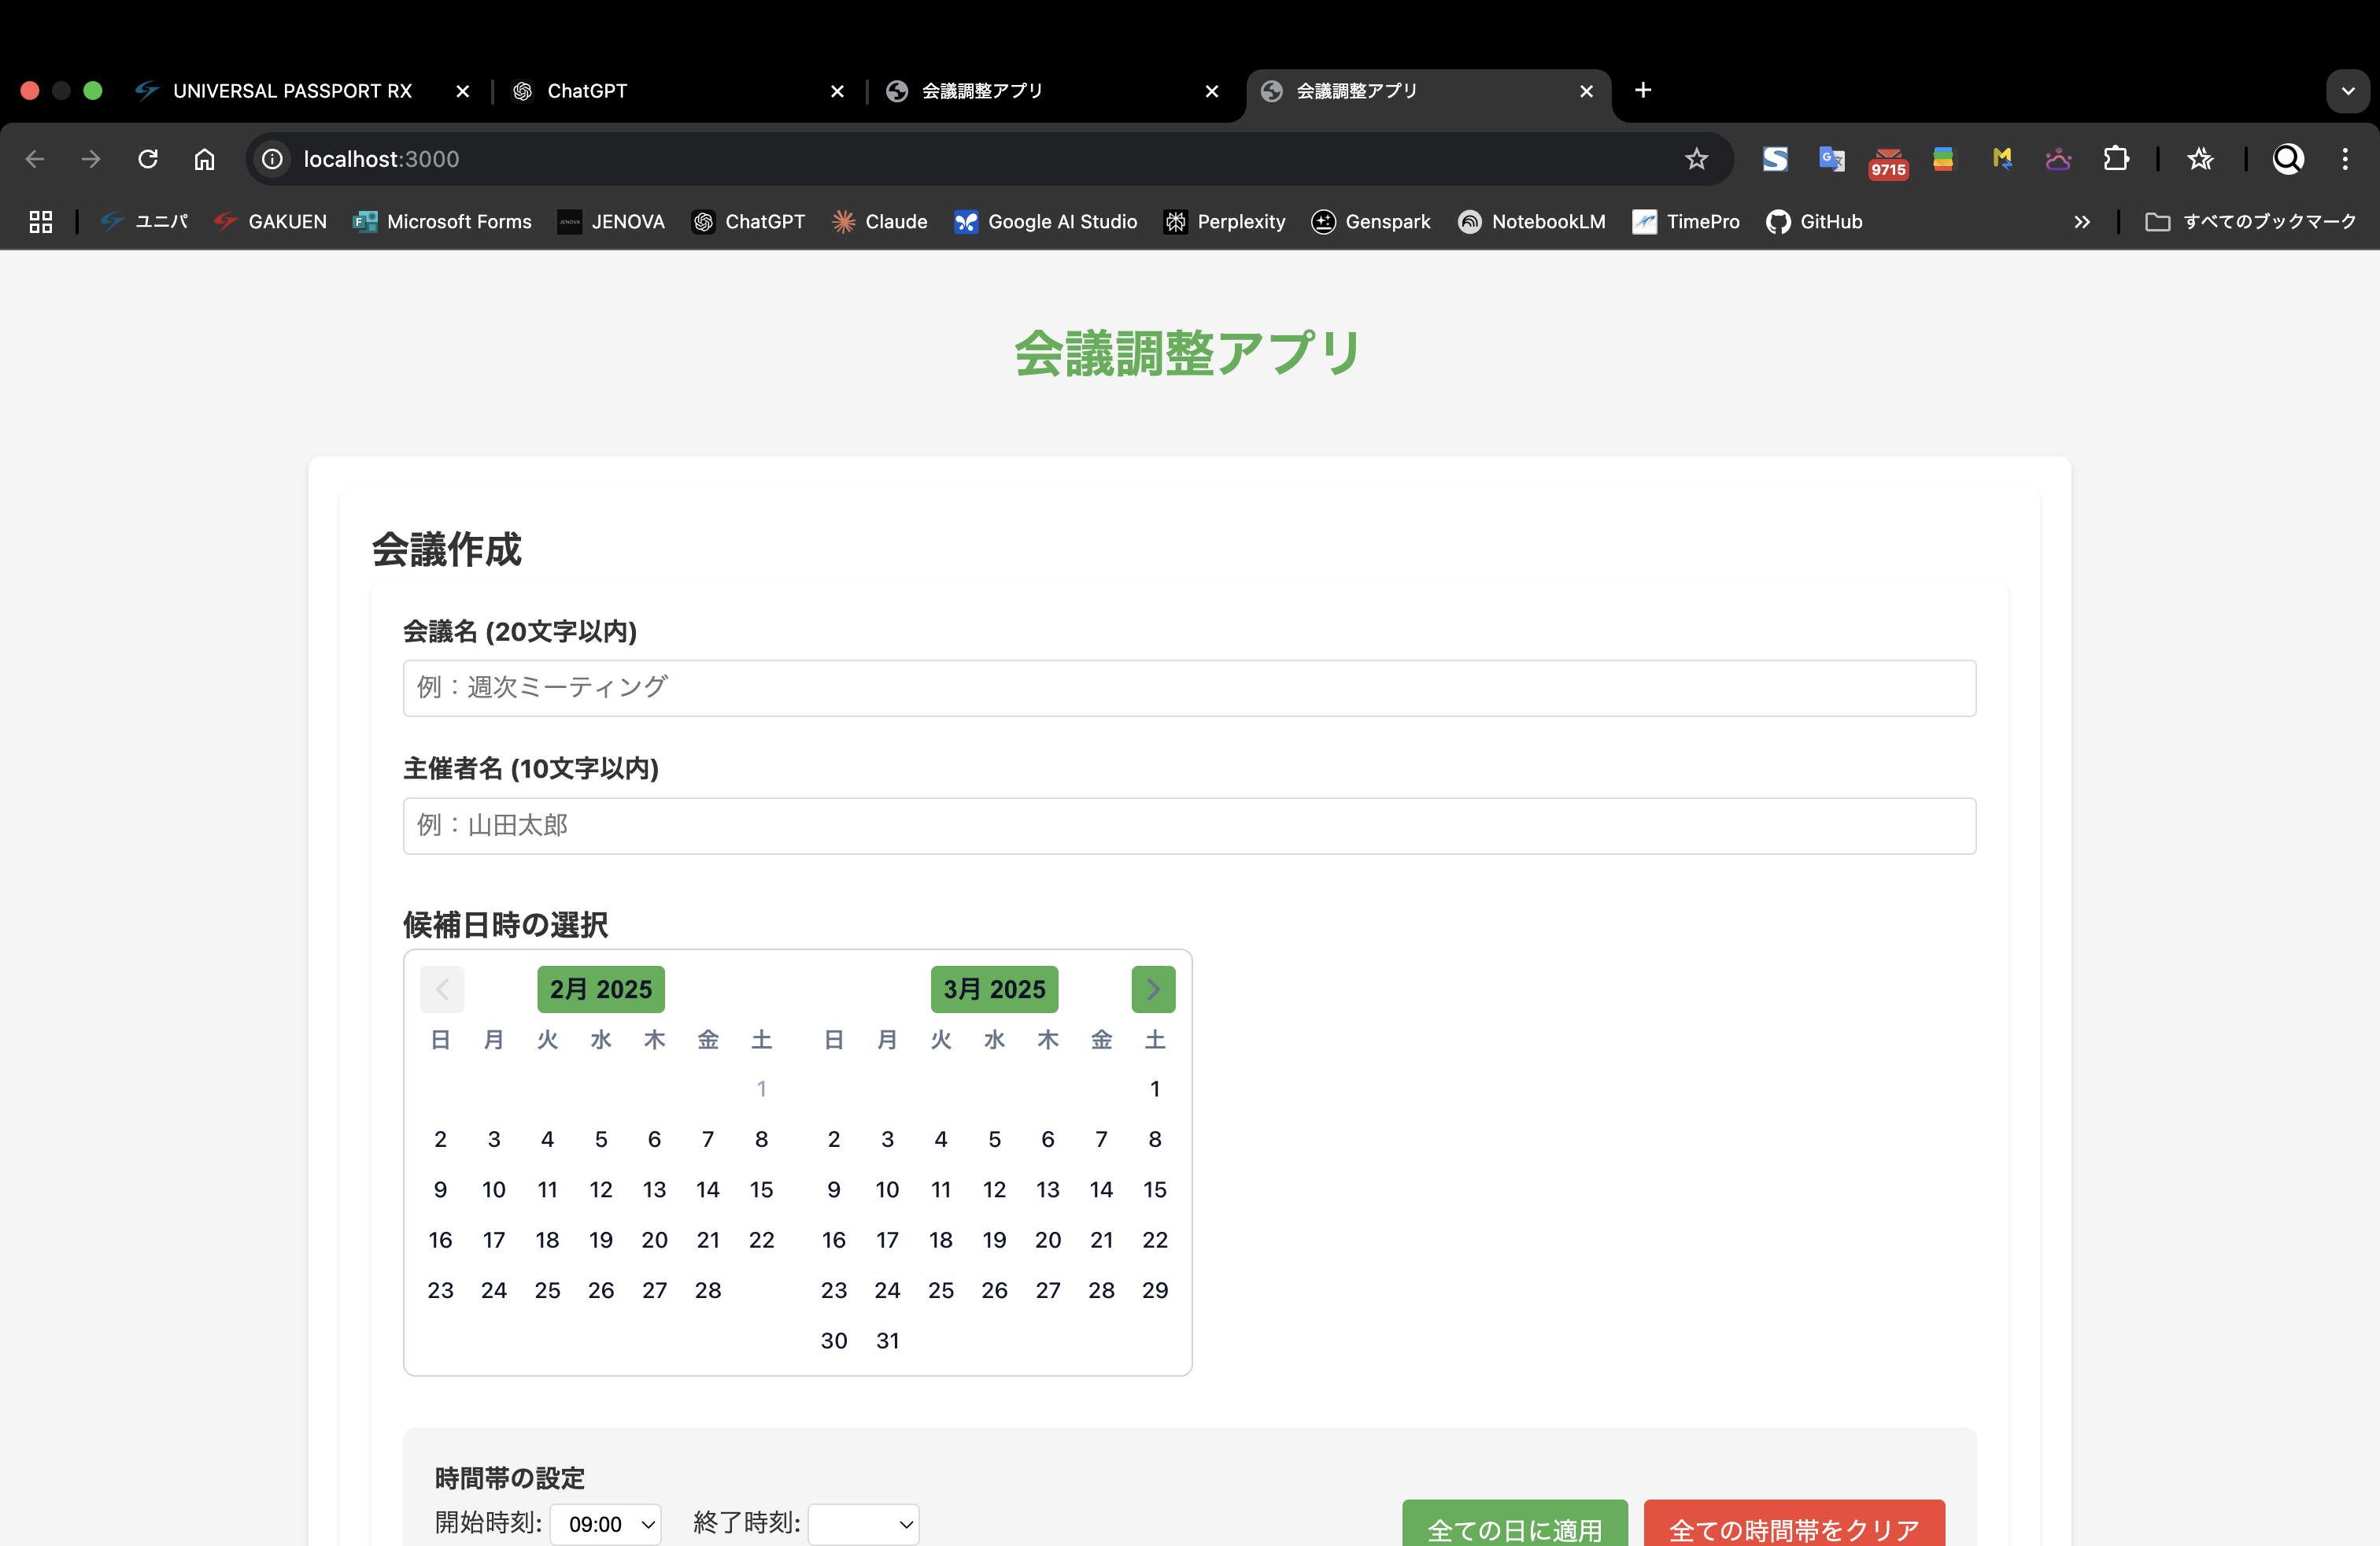 UNIVERSAL PASSPORT RX
ChatGPT
会議調整アプリ
会議調整アプリ
localhost:3000
9715
ユニパ
GAKUEN
Microsoft Forms
JENOVA
ChatGPT
Claude
Google AI Studio
Perplexity
Genspark
NotebookLM
TimePro
GitHub
すべてのブックマーク
会議調整アプリ
会議作成
会議名 (20文字以内)
例：週次ミーティング
主催者名 (10文字以内)
例：山田太郎
候補日時の選択
2月 2025
日 月 火 水 木 金 土
1
2 3 4 5 6 7 8
9 10 11 12 13 14 15
16 17 18 19 20 21 22
23 24 25 26 27 28
3月 2025
日 月 火 水 木 金 土
1
2 3 4 5 6 7 8
9 10 11 12 13 14 15
16 17 18 19 20 21 22
23 24 25 26 27 28 29
30 31
時間帯の設定
開始時刻: 09:00 終了時刻:
全ての日に適用
全ての時間帯をクリア